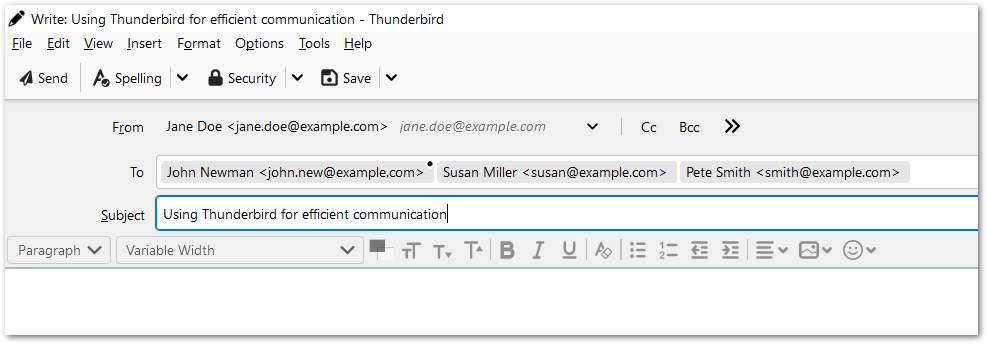 Write: Using Thunderbird for efficient communication - Thunderbird
File Edit View Insert Format Options Tools Help
Send Spelling Security Save
From Jane Doe <jane.doe@example.com> jane.doe@example.com Cc Bcc
To John Newman <john.new@example.com> Susan Miller <susan@example.com> Pete Smith <smith@example.com>
Subject Using Thunderbird for efficient communication
Paragraph Variable Width B I U